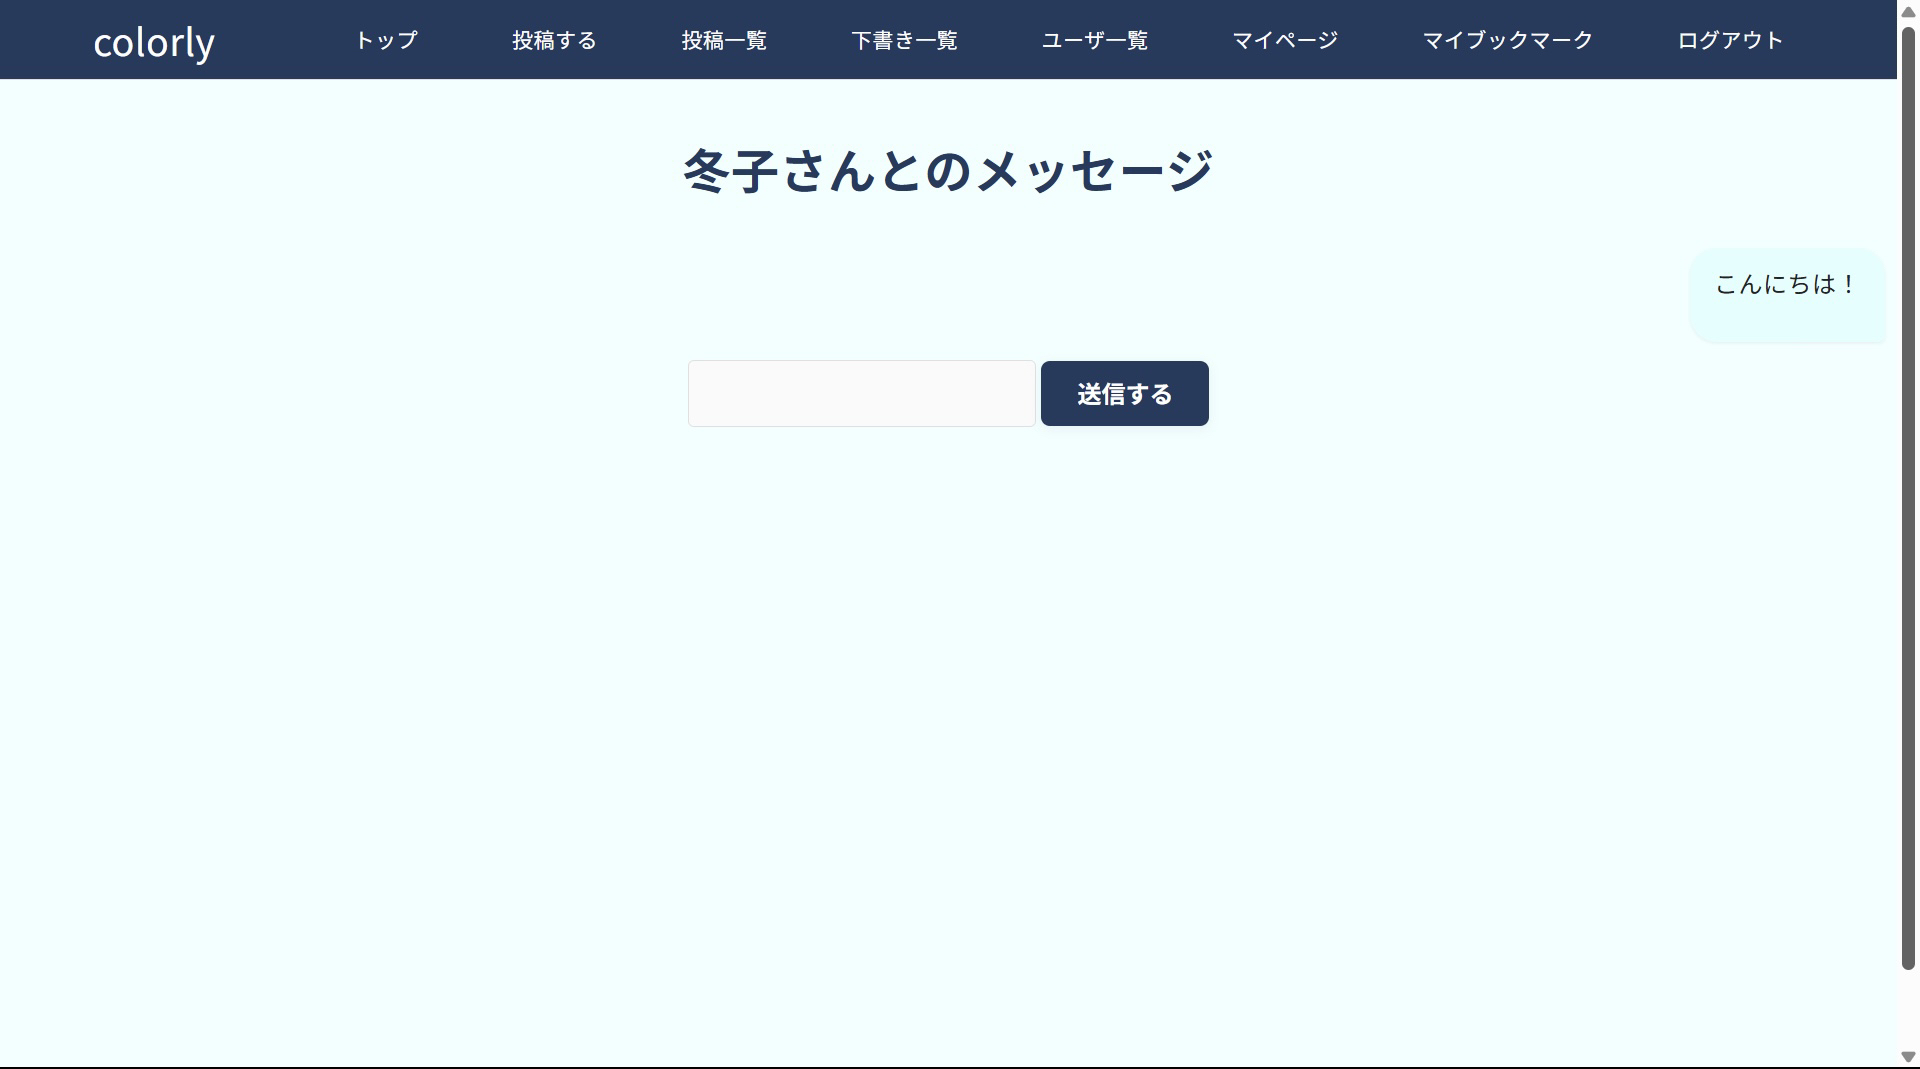 colorly トップ 投稿する 投稿一覧 下書き一覧 ユーザ一覧 マイページ マイブックマーク ログアウト
冬子さんとのメッセージ
こんにちは！
送信する